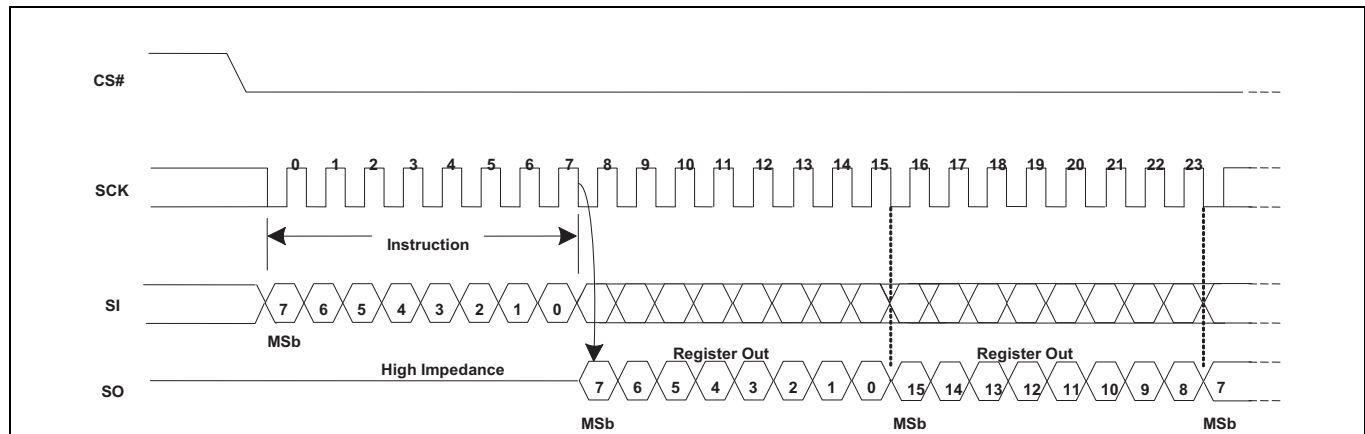 CS#
0 1 2 3 4 5 6 7 8 9 10 11 12 13 14 15 16 17 18 19 20 21 22 23
SCK
Instruction
SI
7 6 5 4 3 2 1 0
MSb
Register Out Register Out
High Impedance
SO
7 6 5 4 3 2 1 0 15 14 13 12 11 10 9 8 7
MSb MSb MSb